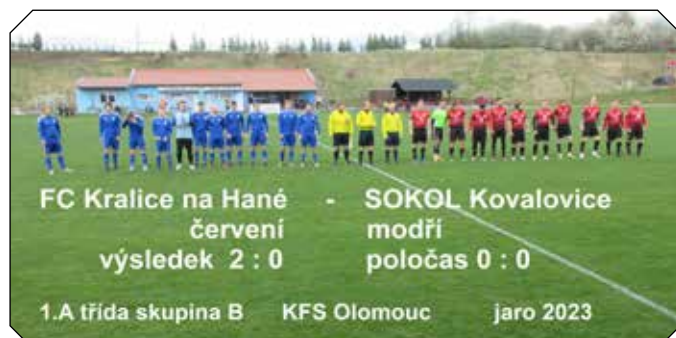 FC Kralice na Hané - SOKOL Kovalovice
červení modří
výsledek 2 : 0 poločas 0 : 0
1.A třída skupina B KFS Olomouc jaro 2023